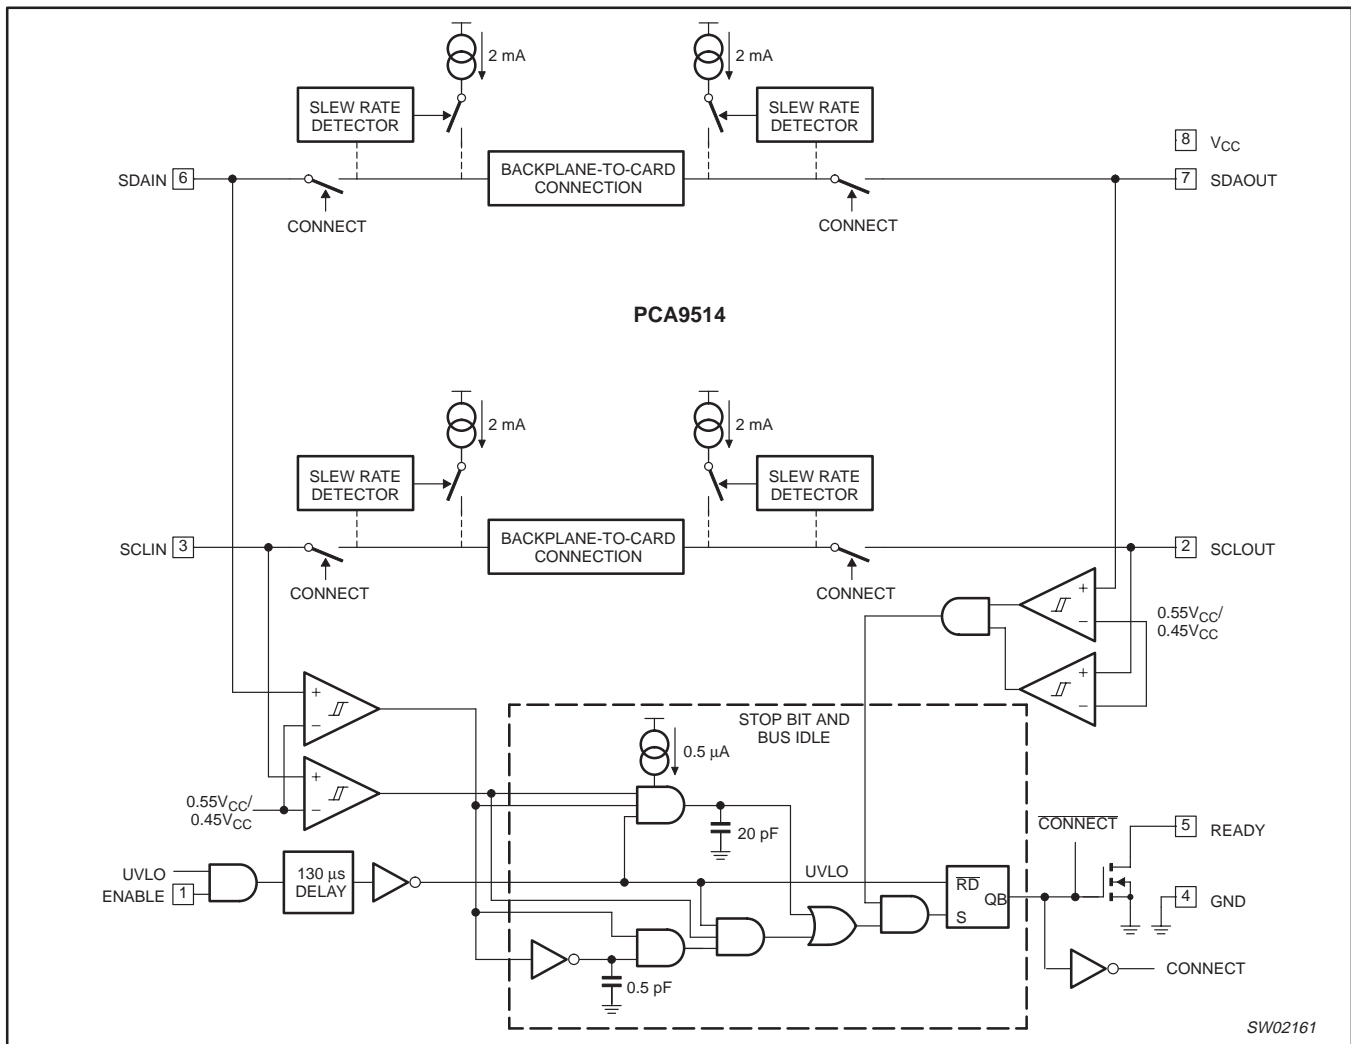 2 mA
2 mA
SLEW RATE
DETECTOR
SLEW RATE
DETECTOR
8 VCC
SDAIN 6
BACKPLANE-TO-CARD
CONNECTION
7 SDAOUT
CONNECT
CONNECT
PCA9514
2 mA
2 mA
SLEW RATE
DETECTOR
SLEW RATE
DETECTOR
SCLIN 3
BACKPLANE-TO-CARD
CONNECTION
2 SCLOUT
CONNECT
CONNECT
+
−
0.55VCC/
0.45VCC
+
−
+
−
STOP BIT AND
BUS IDLE
0.5 µA
+
−
0.55VCC/
0.45VCC
20 pF
CONNECT
5 READY
UVLO
ENABLE 1
130 µs
DELAY
UVLO
RD
QB
S
4 GND
0.5 pF
CONNECT
SW02161